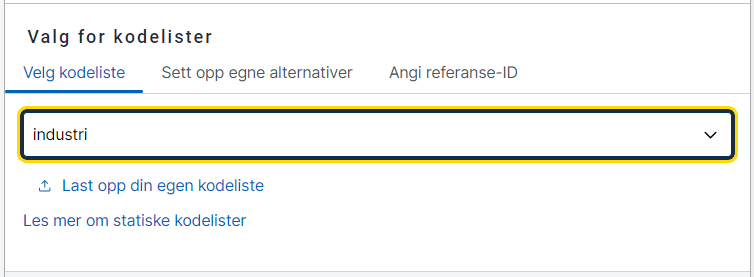 Valg for kodelister
Velg kodeliste Sett opp egne alternativer Angi referanse-ID
industri
Last opp din egen kodeliste
Les mer om statiske kodelister